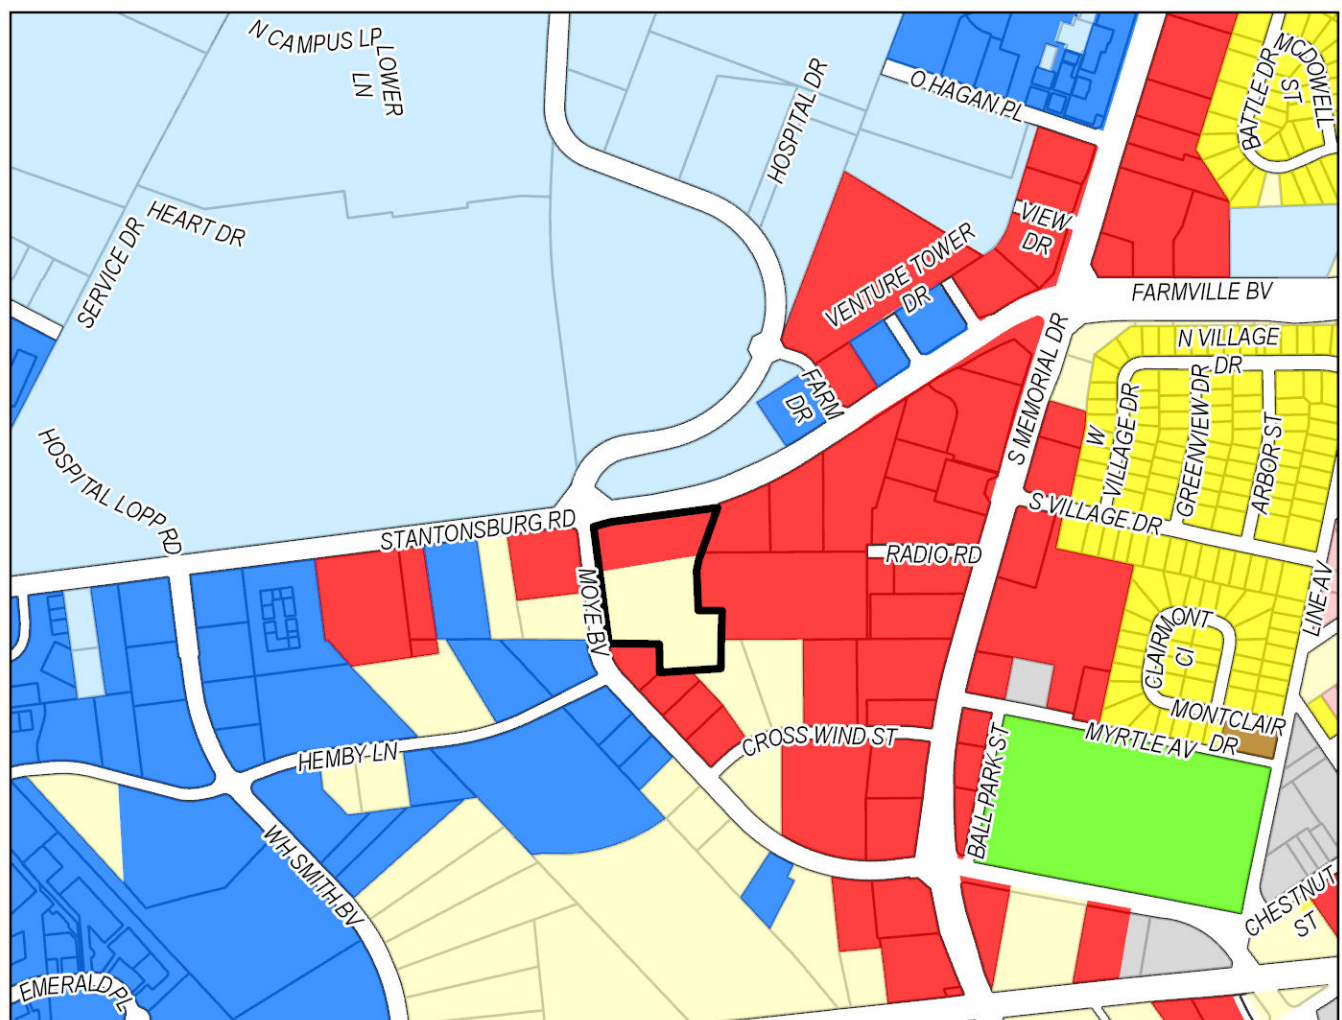 N CAMPUS LP
LOWER
LN
HOSPITAL DR
O HAGAN PL
MCDOWELL
ST
BATTLE DR
SERVICE DR
HEART DR
VIEW
DR
VENTURE TOWER
DR
FARMVILLE BV
N VILLAGE
DR
FARM
DR
S MEMORIAL DR
W
VILLAGE DR
GREENVIEW DR
ARBOR ST
HOSPITAL LOPP RD
STANTONSBURG RD
S VILLAGE DR
RADIO RD
MOYE BV
LINE AV
CLAIRMONT
CI
MONTCLAIR
DR
MYRTLE AV
CROSS WIND ST
HEMBY LN
BALL PARK ST
WH SMITH BV
CHESTNUT
ST
EMERALD PL